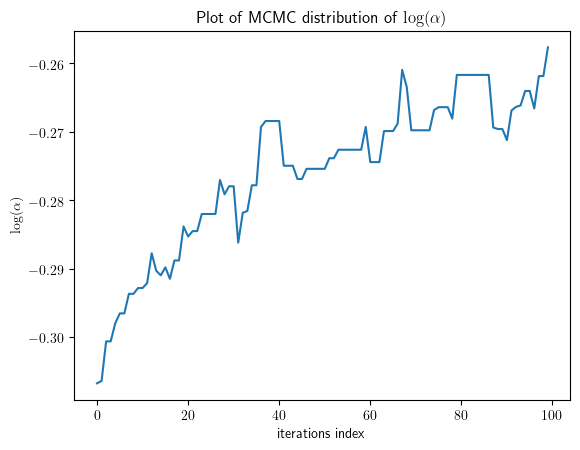 Plot of MCMC distribution of log(α)
log(α)
−0.26
−0.27
−0.28
−0.29
−0.30
0 20 40 60 80 100
iterations index